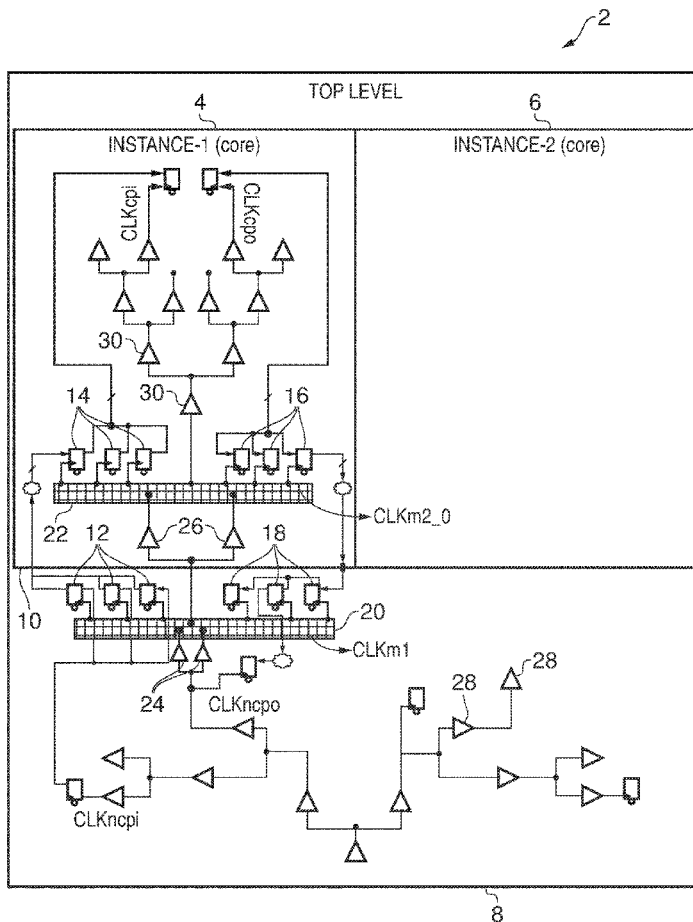 2
TOP LEVEL
4
6
INSTANCE-1 (core)
INSTANCE-2 (core)
CLKcpi
CLKcpo
30
30
14
16
22
26
CLKm2_0
12
18
10
20
CLKm1
24
CLKncpo
28
28
CLKncpi
8